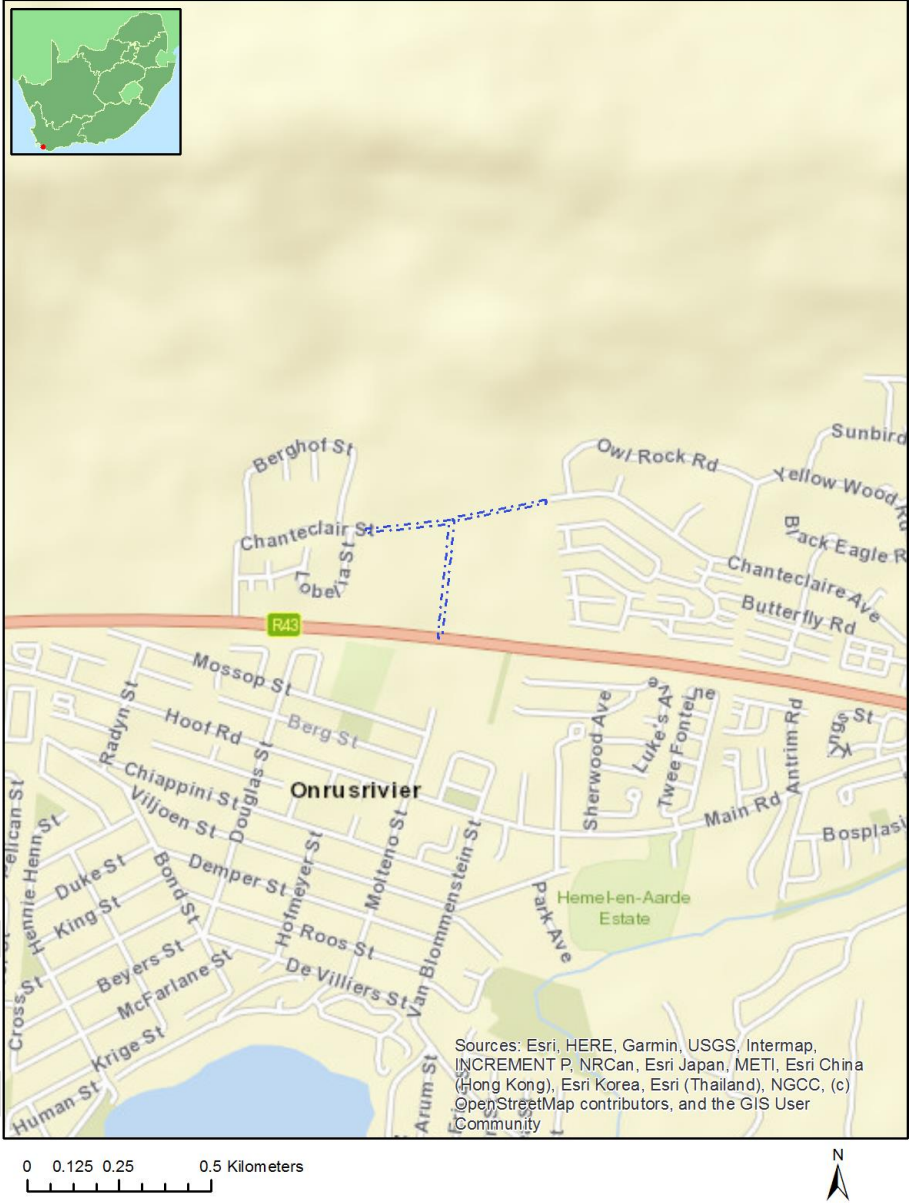 Berghof St
Owl Rock Rd
Sunbird
Yellow Wood Rd
Chanteclair St
Lobelia St
Black Eagle R
Chanteclaire Ave
Butterfly Rd
R43
Mossop St
Radyn St
Hoof Rd
Berg St
Sherwood Ave
Luke's Ave
Twee Fonteine
Antrim Rd
Kings St
Chiappini St
Douglas St
Onrusrivier
Viljoen St
Main Rd
Bosplasi
elican St
Hennie Henn St
Duke St
Bond St
Demper St
Hofmeyer St
Molteno St
Van Blommenstein St
Park Ave
Hemel-en-Aarde
Estate
King St
Roos St
Beyers St
De Villiers St
McFarlane St
Cross St
Krige St
Human St
Arum St
Sources: Esri, HERE, Garmin, USGS, Intermap,
INCREMENT P, NRCan, Esri Japan, METI, Esri China
(Hong Kong), Esri Korea, Esri (Thailand), NGCC, (c)
OpenStreetMap contributors, and the GIS User
Community
0 0.125 0.25 0.5 Kilometers
N